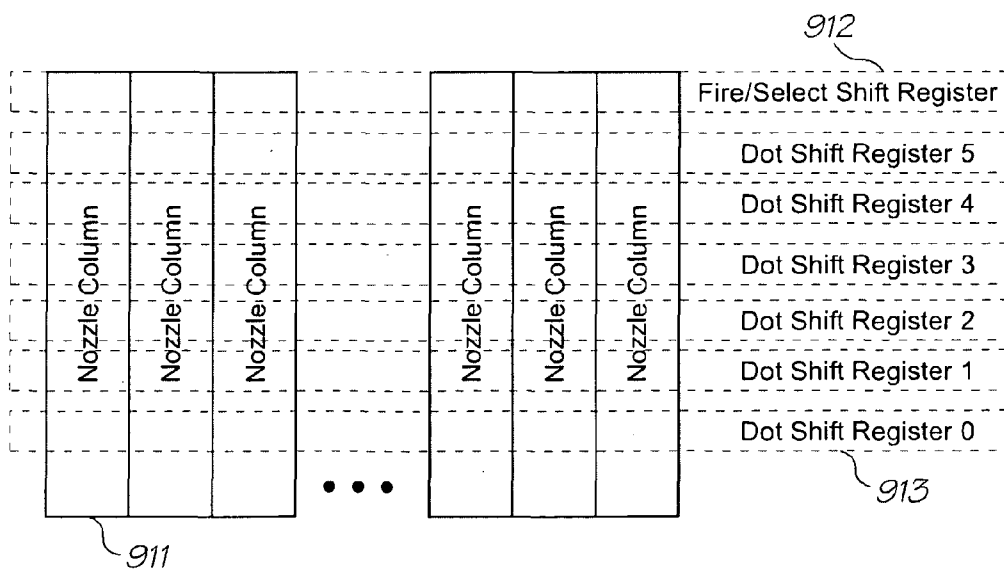 912
Fire/Select Shift Register
Dot Shift Register 5
Dot Shift Register 4
Dot Shift Register 3
Dot Shift Register 2
Dot Shift Register 1
Dot Shift Register 0
Nozzle Column
Nozzle Column
Nozzle Column
Nozzle Column
Nozzle Column
Nozzle Column
913
911